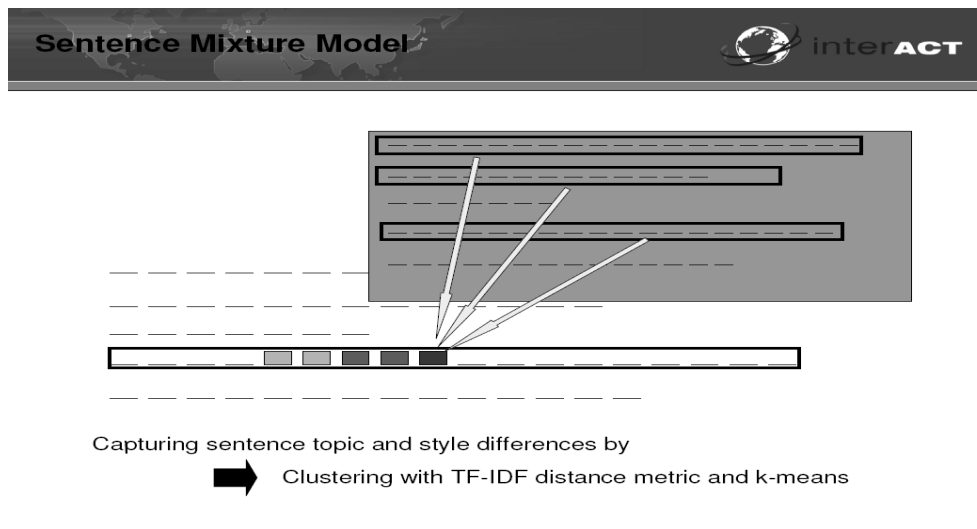 Sentence Mixture Model
interACT
Capturing sentence topic and style differences by
Clustering with TF-IDF distance metric and k-means